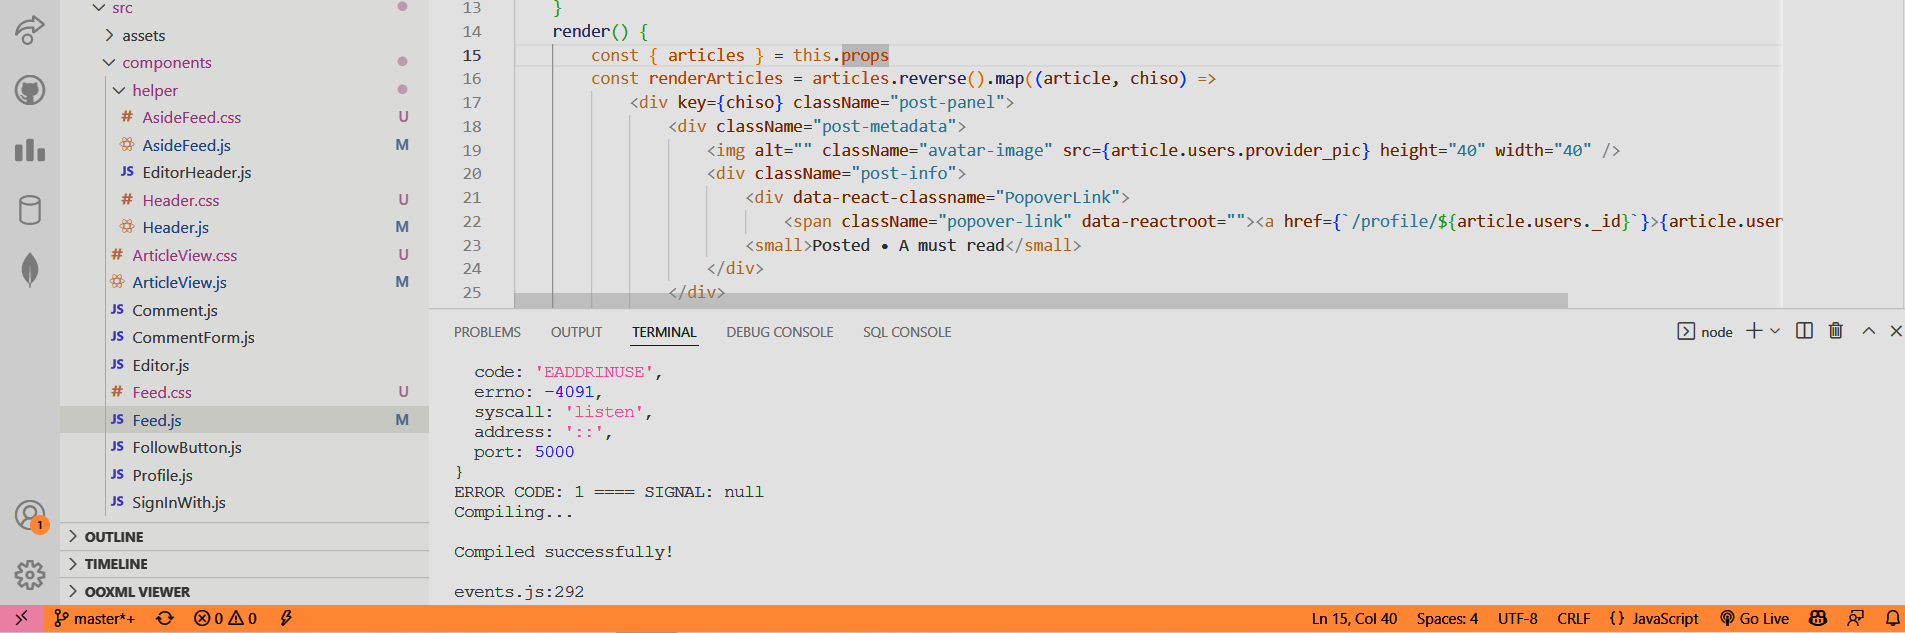 src
assets
components
helper
# AsideFeed.css U
AsideFeed.js M
JS EditorHeader.js
# Header.css U
Header.js M
# ArticleView.css U
ArticleView.js M
JS Comment.js
JS CommentForm.js
JS Editor.js
# Feed.css U
JS Feed.js M
JS FollowButton.js
JS Profile.js
JS SignInWith.js
OUTLINE
TIMELINE
OOXML VIEWER
1
13 }
14 render() {
15 const { articles } = this.props
16 const renderArticles = articles.reverse().map((article, chiso) =>
17 <div key={chiso} className="post-panel">
18 <div className="post-metadata">
19 <img alt="" className="avatar-image" src={article.users.provider_pic} height="40" width="40" />
20 <div className="post-info">
21 <div data-react-classname="PopoverLink">
22 <span className="popover-link" data-reactroot=""><a href={`/profile/${article.users._id}`}>{article.user
23 <small>Posted • A must read</small>
24 </div>
25 </div>
PROBLEMS OUTPUT TERMINAL DEBUG CONSOLE SQL CONSOLE node
code: 'EADDRINUSE',
errno: -4091,
syscall: 'listen',
address: '::',
port: 5000
}
ERROR CODE: 1 ==== SIGNAL: null
Compiling...
Compiled successfully!
events.js:292
master*+ 0 0 Ln 15, Col 40 Spaces: 4 UTF-8 CRLF {} JavaScript Go Live